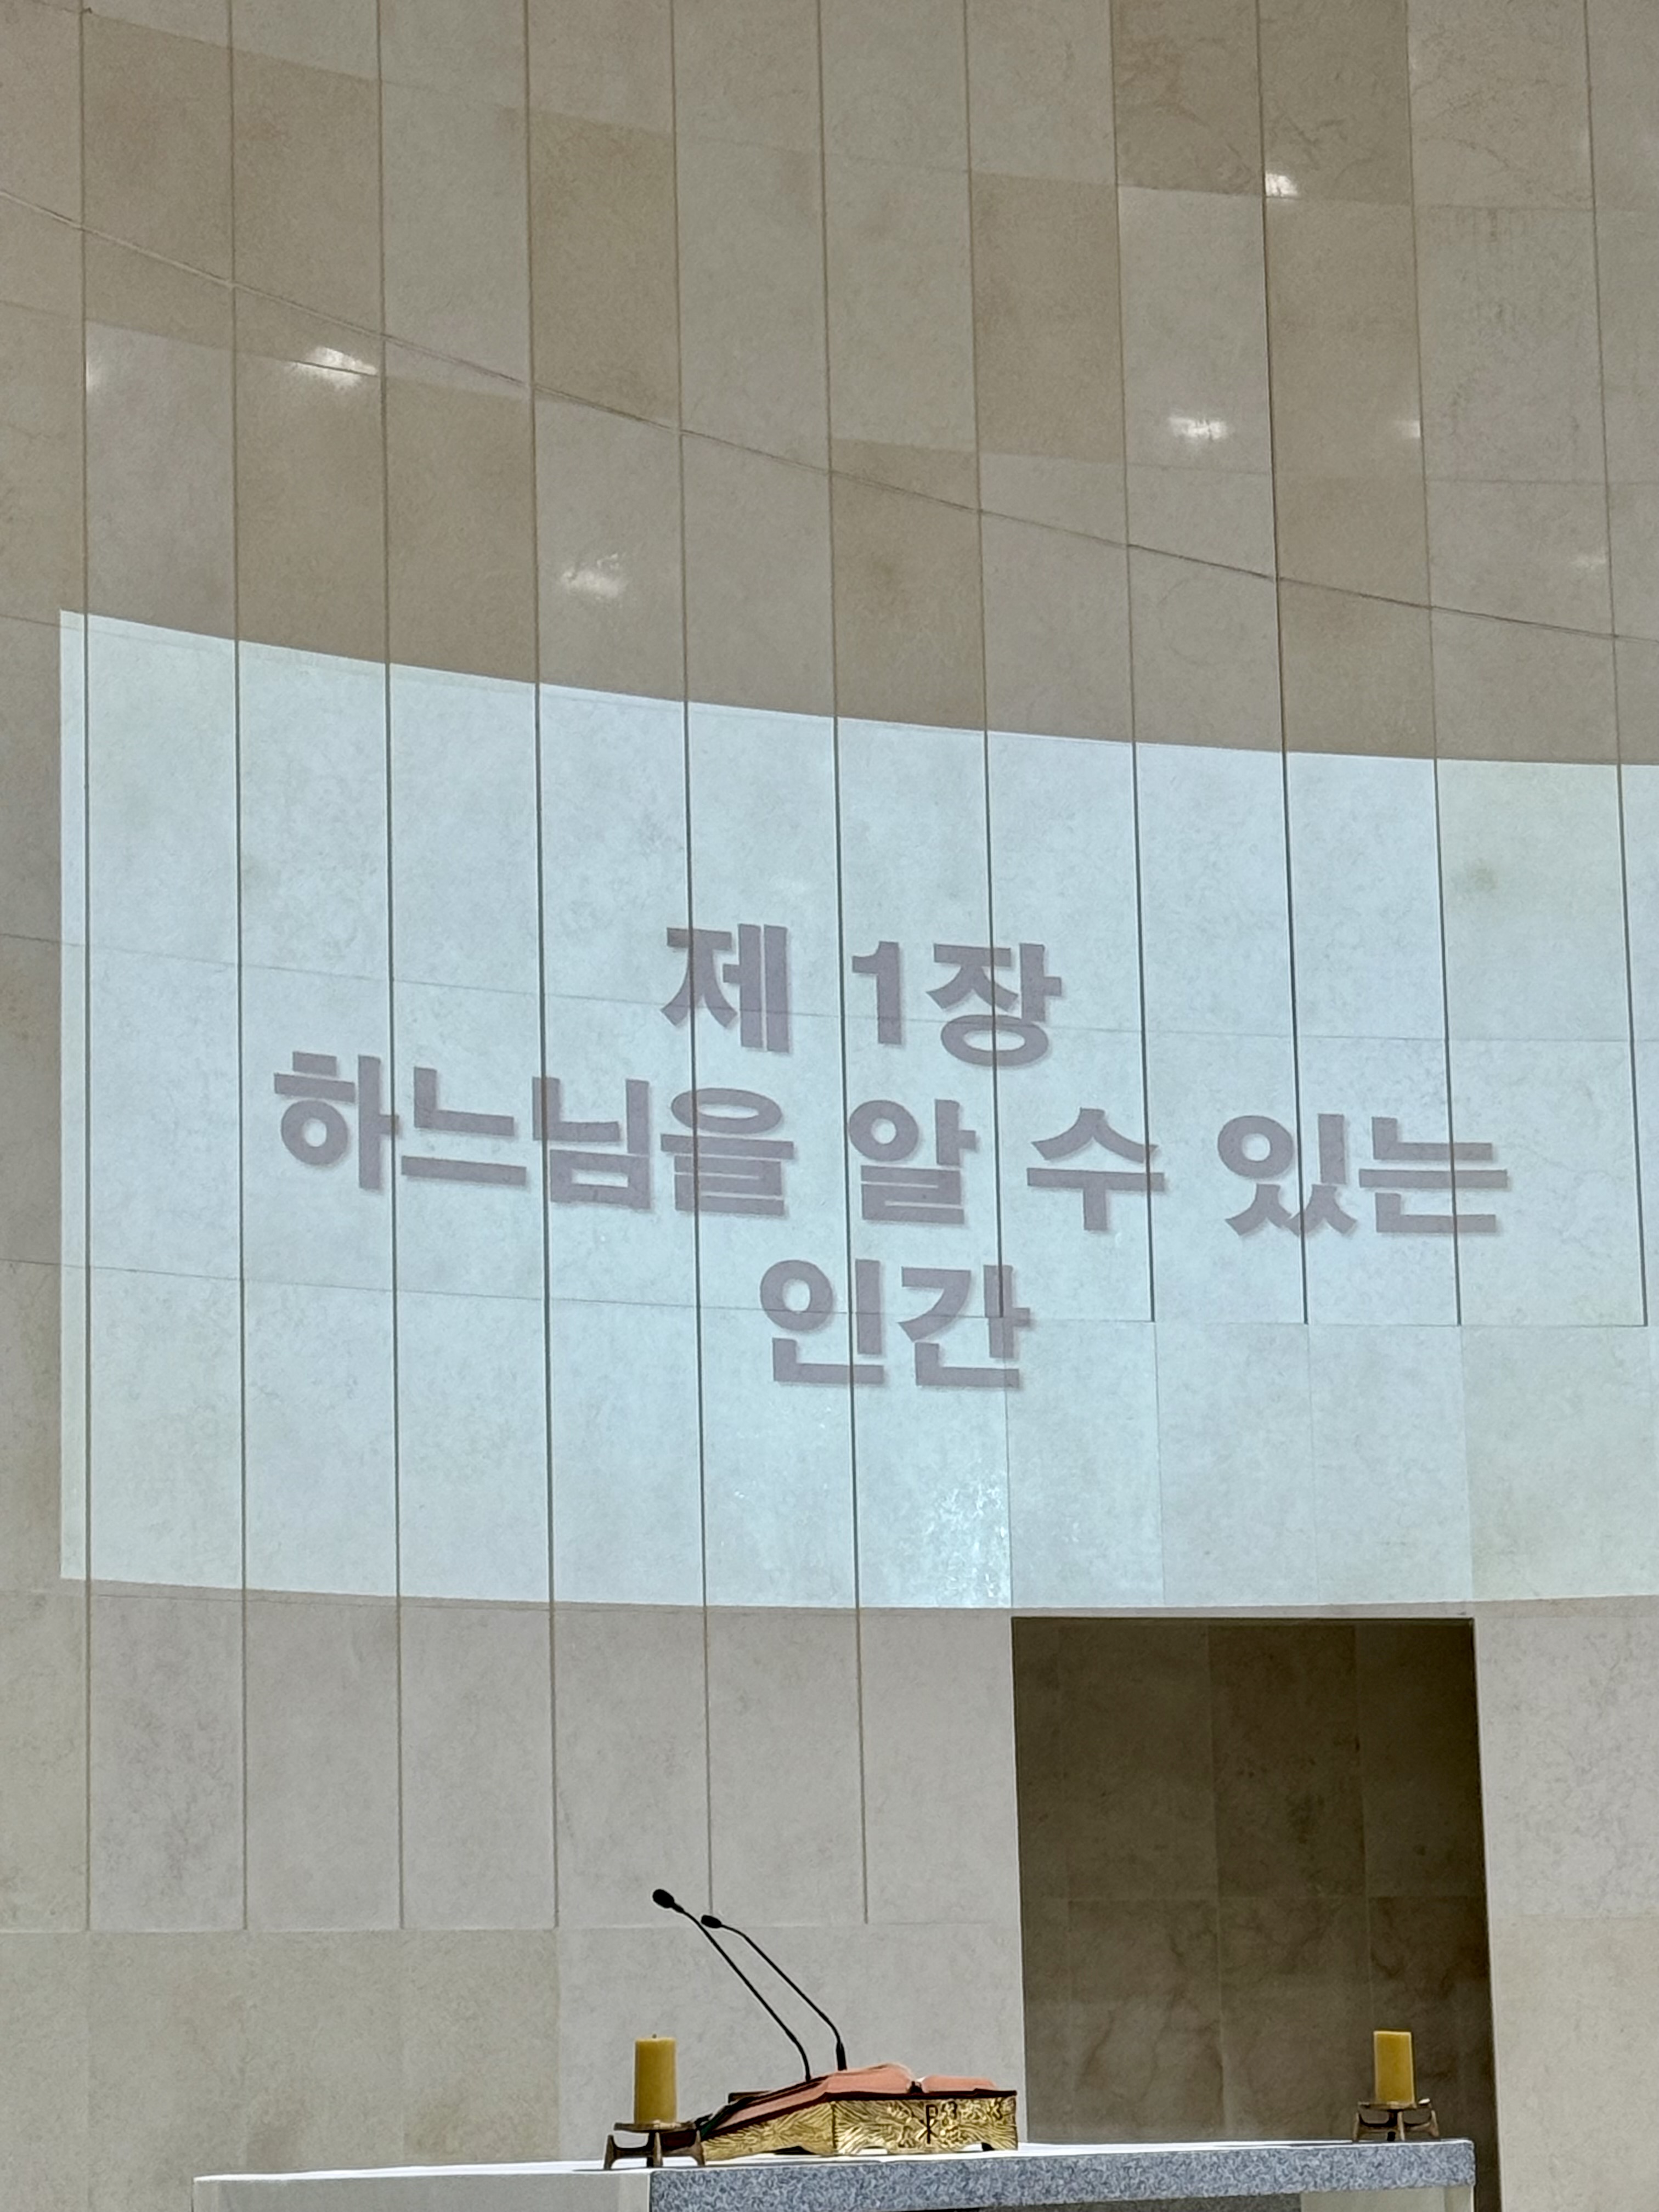 제 1장
하느님을 알 수 있는
인간